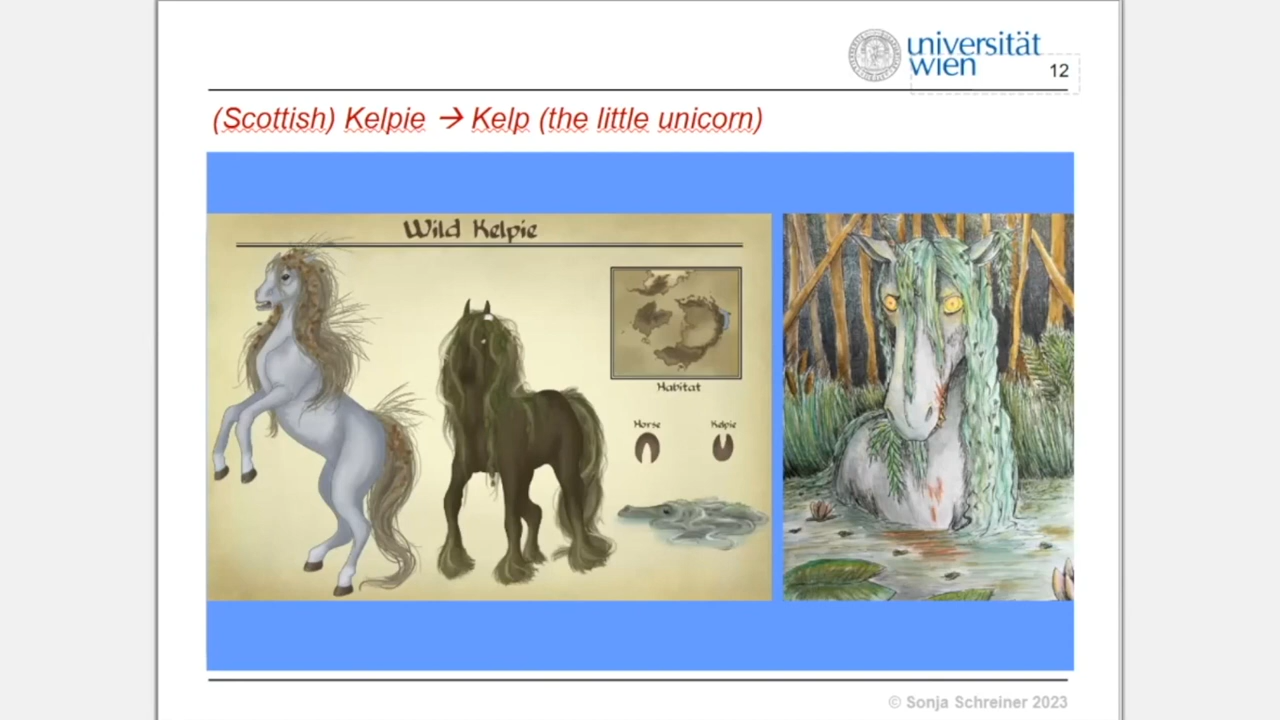 universität
wien
12
(Scottish) Kelpie → Kelp (the little unicorn)
Wild Kelpie
Habitat
Horse
Kelpie
© Sonja Schreiner 2023